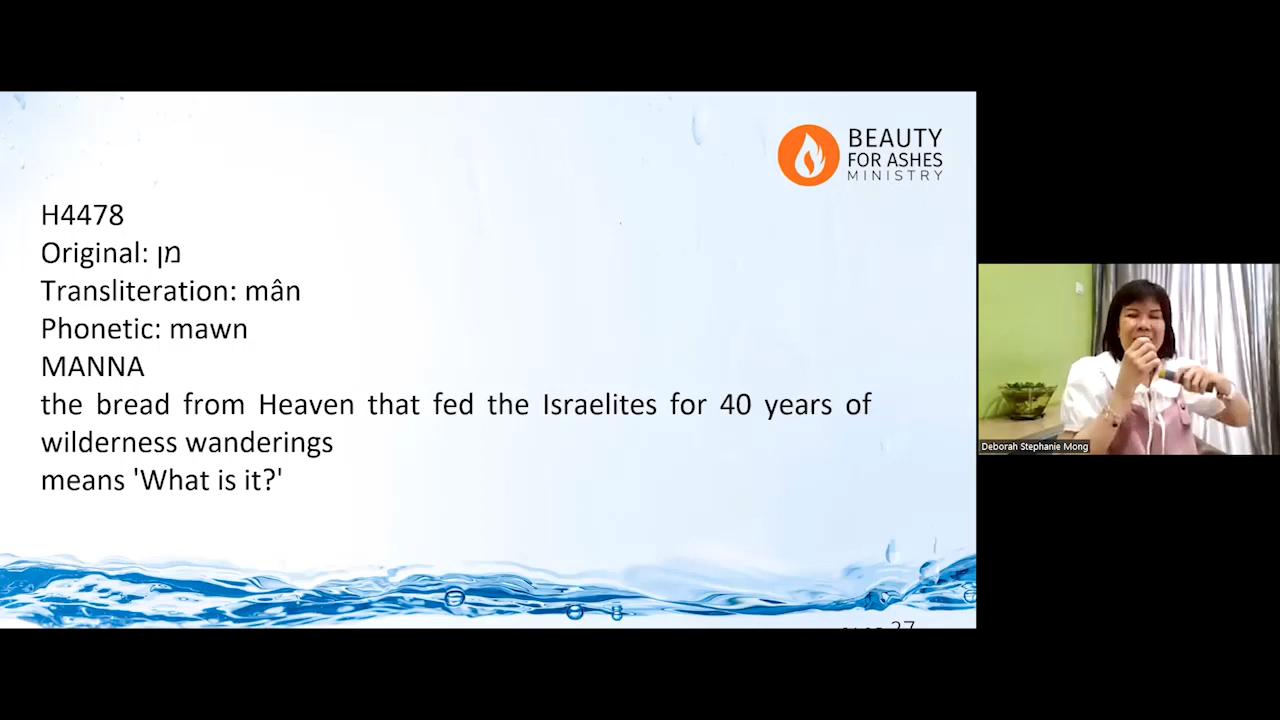 BEAUTY
FOR ASHES
MINISTRY
H4478
Original: מן
Transliteration: mân
Phonetic: mawn
MANNA
the bread from Heaven that fed the Israelites for 40 years of
wilderness wanderings
means 'What is it?'
27
Deborah Stephanie Mong